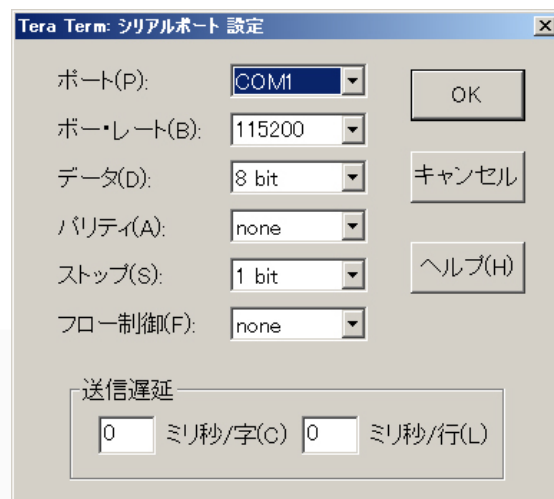 Tera Term: シリアルポート 設定
ポート(P): COM1
OK
ボー・レート(B): 115200
データ(D): 8 bit
キャンセル
パリティ(A): none
ストップ(S): 1 bit
ヘルプ(H)
フロー制御(F): none
送信遅延
0 ミリ秒/字(C) 0 ミリ秒/行(L)